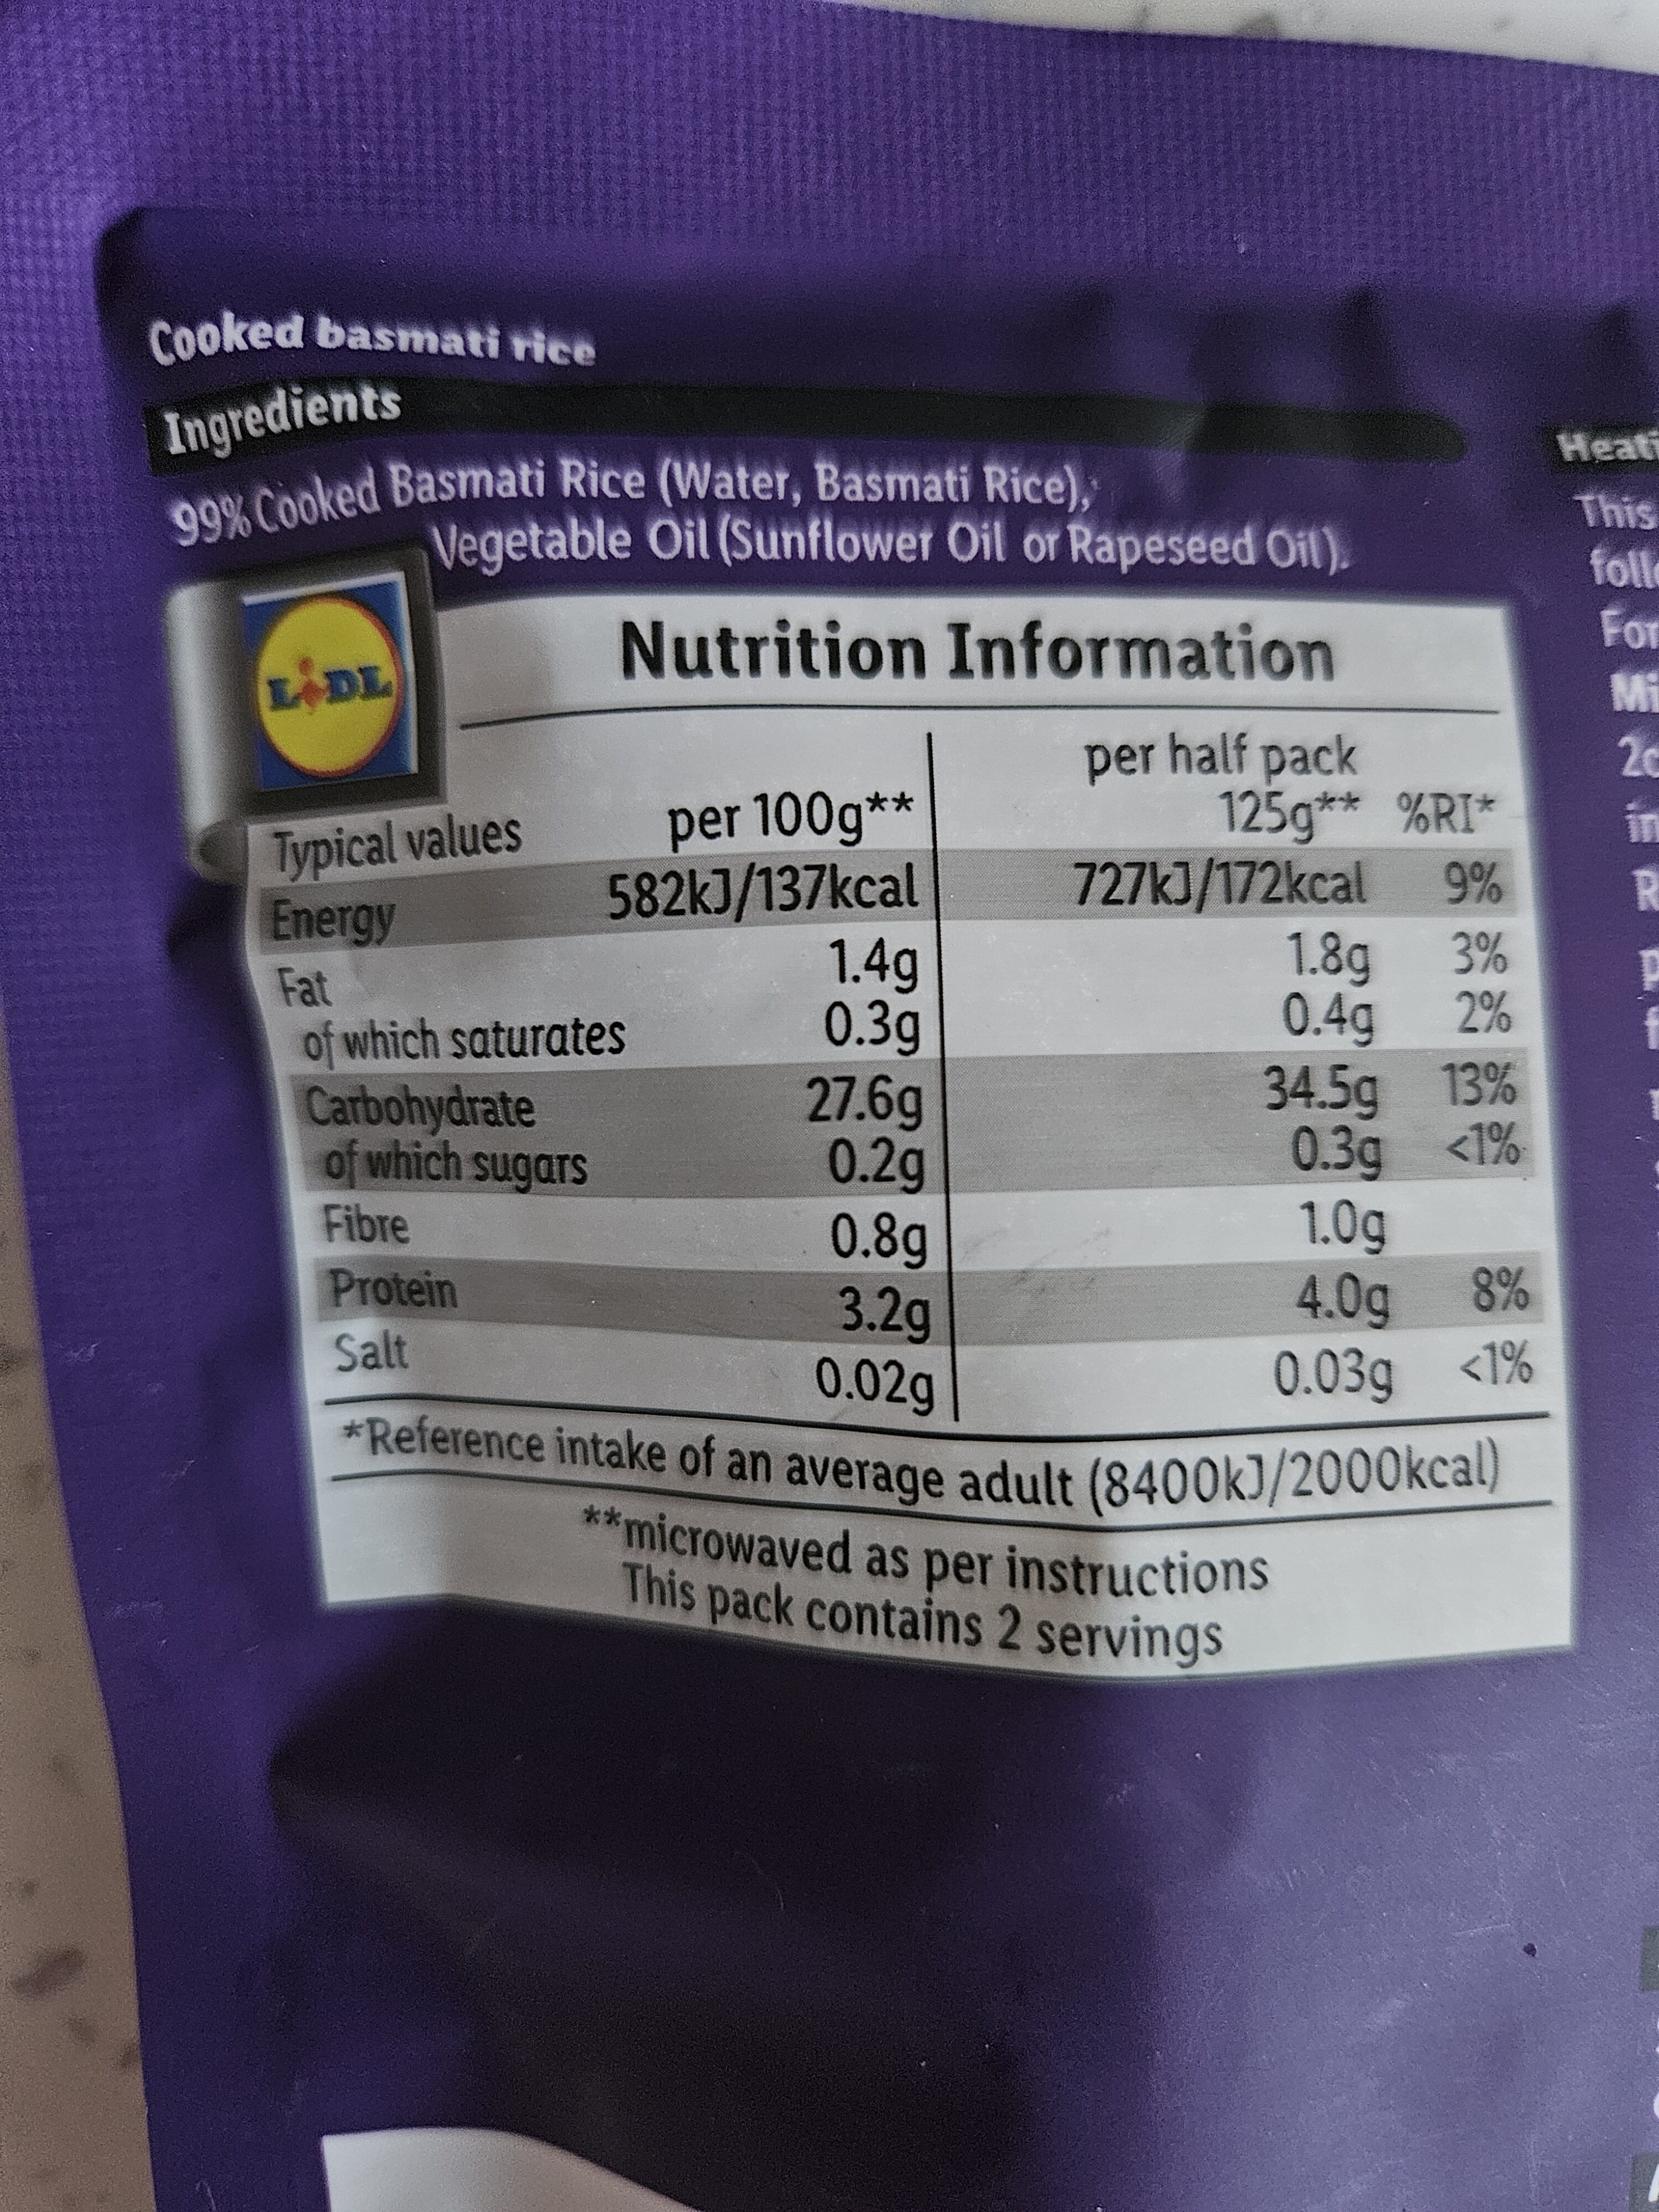 Cooked basmati rice
Ingredients
99% Cooked Basmati Rice (Water, Basmati Rice),
Vegetable Oil (Sunflower Oil or Rapeseed Oil).
LIDL
Nutrition Information
per half pack
Typical values per 100g** 125g** %RI*
Energy 582kJ/137kcal 727kJ/172kcal 9%
Fat 1.4g 1.8g 3%
of which saturates 0.3g 0.4g 2%
Carbohydrate 27.6g 34.5g 13%
of which sugars 0.2g 0.3g <1%
Fibre 0.8g 1.0g
Protein 3.2g 4.0g 8%
Salt 0.02g 0.03g <1%
*Reference intake of an average adult (8400kJ/2000kcal)
**microwaved as per instructions
This pack contains 2 servings
This